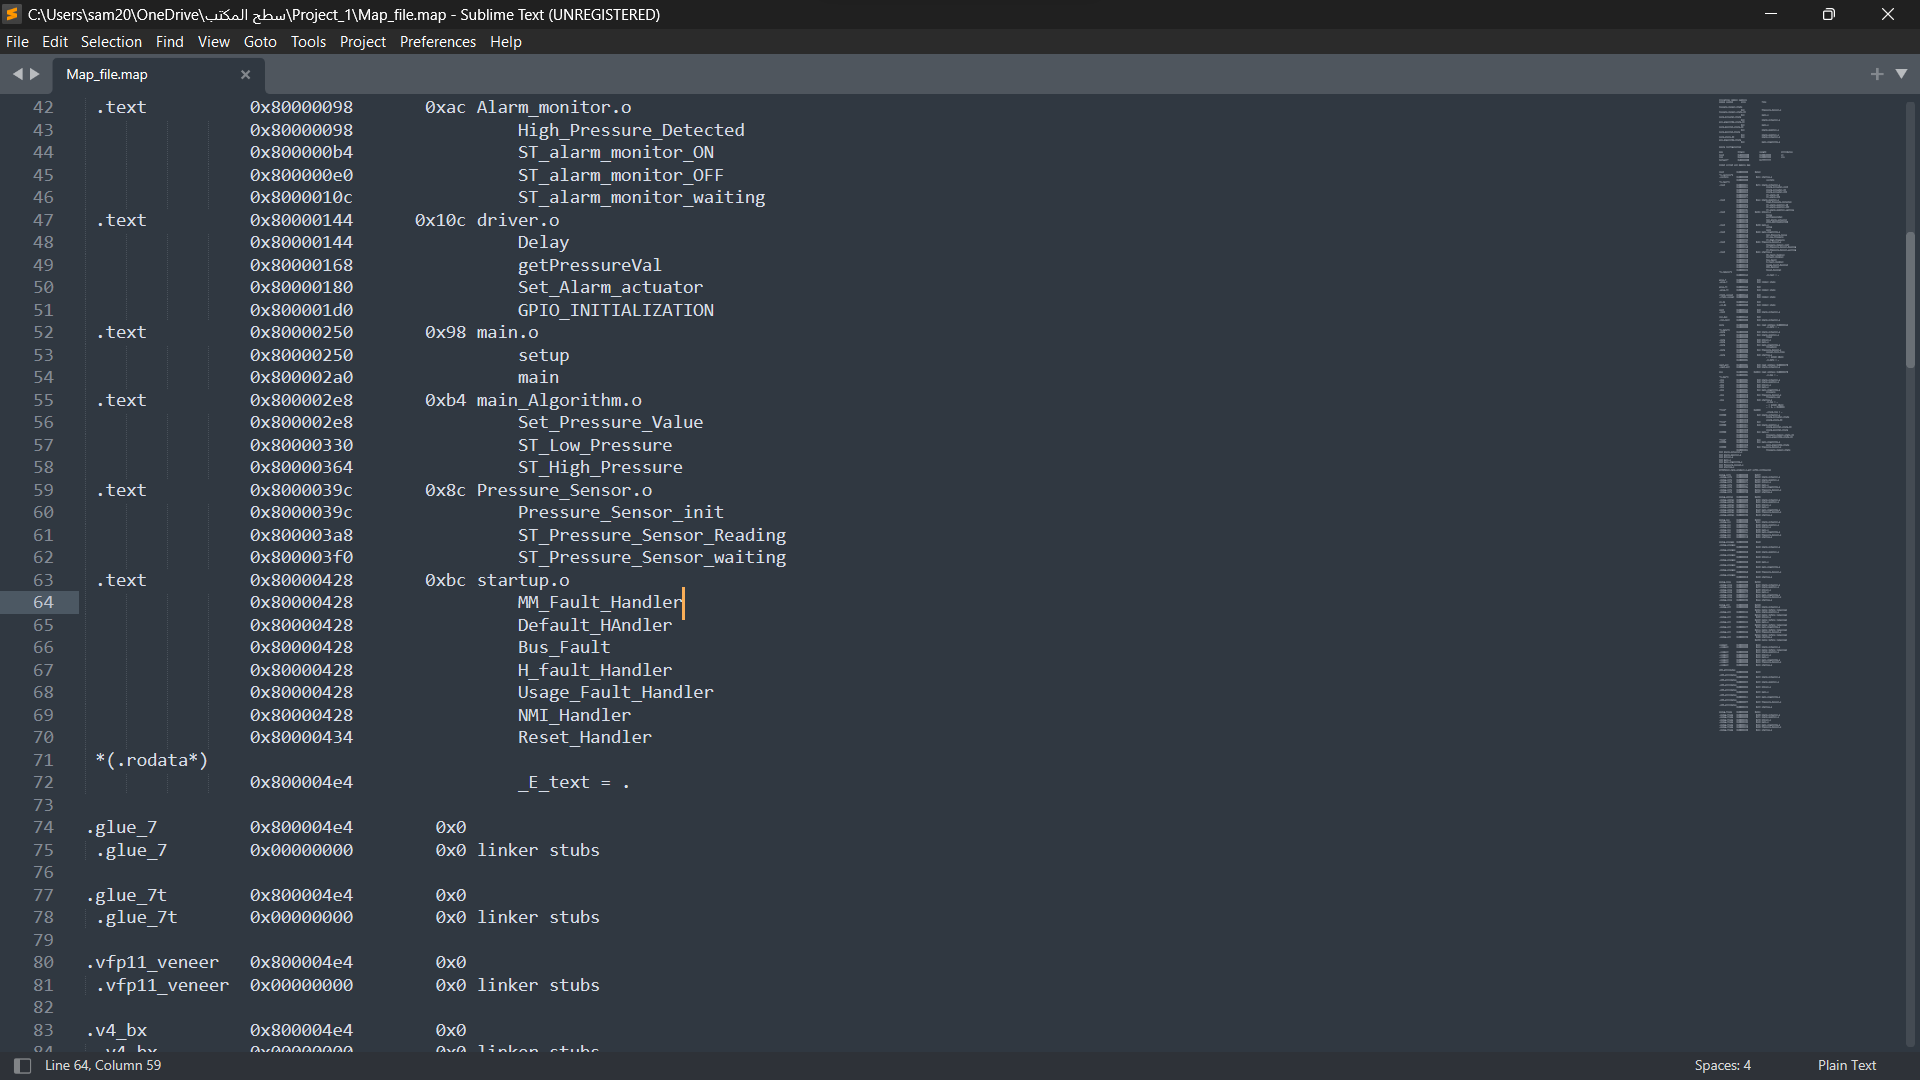 C:\Users\sam20\OneDrive\سطح المكتب\Project_1\Map_file.map - Sublime Text (UNREGISTERED)
File Edit Selection Find View Goto Tools Project Preferences Help
Map_file.map
42 .text 0x80000098 0xac Alarm_monitor.o
43 0x80000098 High_Pressure_Detected
44 0x800000b4 ST_alarm_monitor_ON
45 0x800000e0 ST_alarm_monitor_OFF
46 0x8000010c ST_alarm_monitor_waiting
47 .text 0x80000144 0x10c driver.o
48 0x80000144 Delay
49 0x80000168 getPressureVal
50 0x80000180 Set_Alarm_actuator
51 0x800001d0 GPIO_INITIALIZATION
52 .text 0x80000250 0x98 main.o
53 0x80000250 setup
54 0x800002a0 main
55 .text 0x800002e8 0xb4 main_Algorithm.o
56 0x800002e8 Set_Pressure_Value
57 0x80000330 ST_Low_Pressure
58 0x80000364 ST_High_Pressure
59 .text 0x8000039c 0x8c Pressure_Sensor.o
60 0x8000039c Pressure_Sensor_init
61 0x800003a8 ST_Pressure_Sensor_Reading
62 0x800003f0 ST_Pressure_Sensor_waiting
63 .text 0x80000428 0xbc startup.o
64 0x80000428 MM_Fault_Handler
65 0x80000428 Default_HAndler
66 0x80000428 Bus_Fault
67 0x80000428 H_fault_Handler
68 0x80000428 Usage_Fault_Handler
69 0x80000428 NMI_Handler
70 0x80000434 Reset_Handler
71 *(.rodata*)
72 0x800004e4 _E_text = .
73
74 .glue_7 0x800004e4 0x0
75 .glue_7 0x00000000 0x0 linker stubs
76
77 .glue_7t 0x800004e4 0x0
78 .glue_7t 0x00000000 0x0 linker stubs
79
80 .vfp11_veneer 0x800004e4 0x0
81 .vfp11_veneer 0x00000000 0x0 linker stubs
82
83 .v4_bx 0x800004e4 0x0
84 .v4_bx 0x00000000 0x0 linker stubs
Line 64, Column 59 Spaces: 4 Plain Text